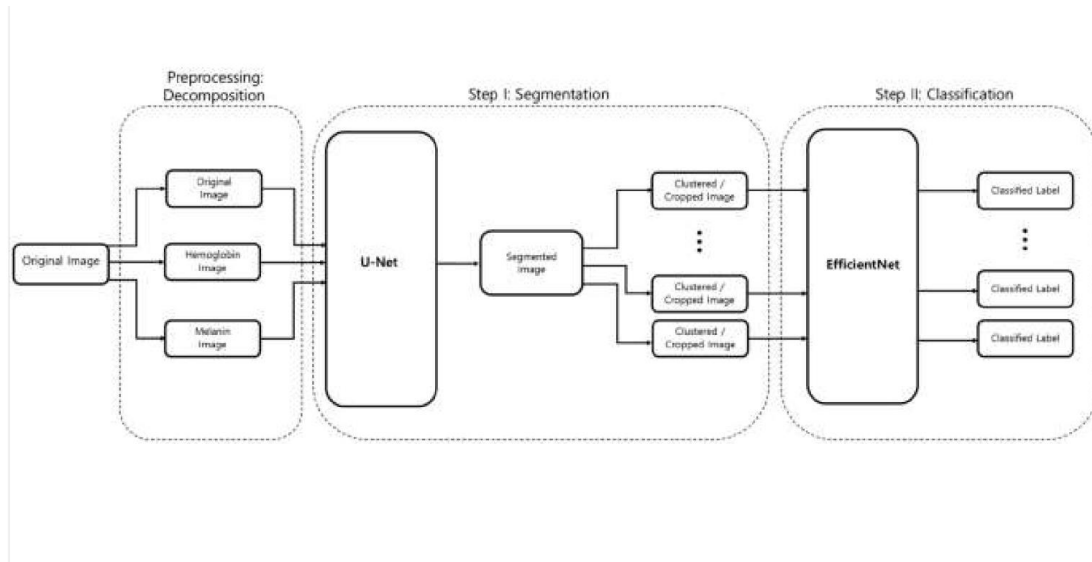 Preprocessing:
Decomposition
Step I: Segmentation
Step II: Classification
Original Image
Original
Image
Hemoglobin
Image
Melanin
Image
U-Net
Segmented
Image
Clustered /
Cropped Image
Clustered /
Cropped Image
Clustered /
Cropped Image
EfficientNet
Classified Label
Classified Label
Classified Label